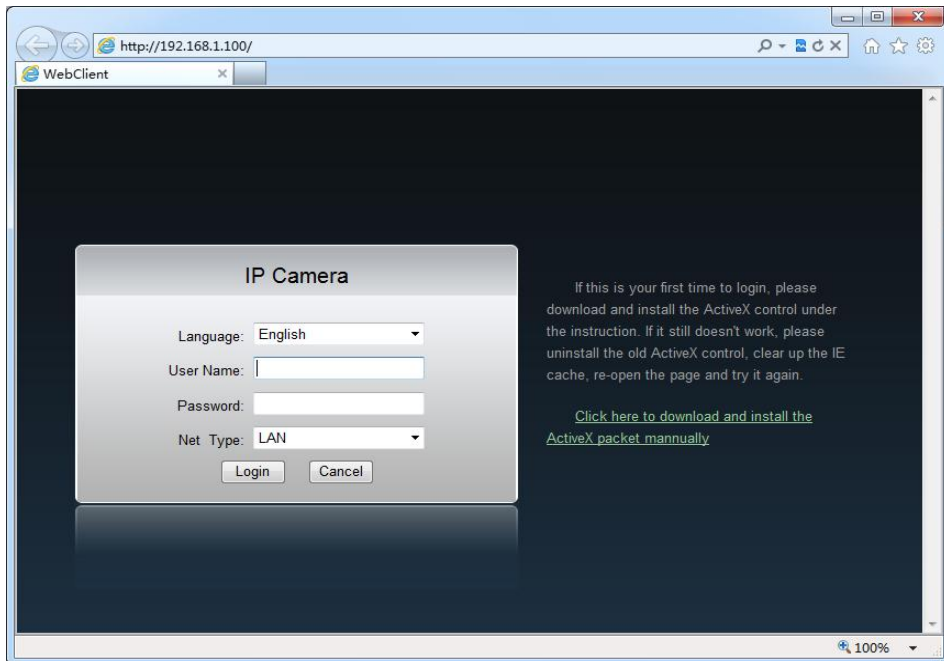 http://192.168.1.100/
WebClient
IP Camera
Language: English
User Name:
Password:
Net Type: LAN
Login Cancel
If this is your first time to login, please
download and install the ActiveX control under
the instruction. If it still doesn't work, please
uninstall the old ActiveX control, clear up the IE
cache, re-open the page and try it again.
Click here to download and install the
ActiveX packet mannually
100%